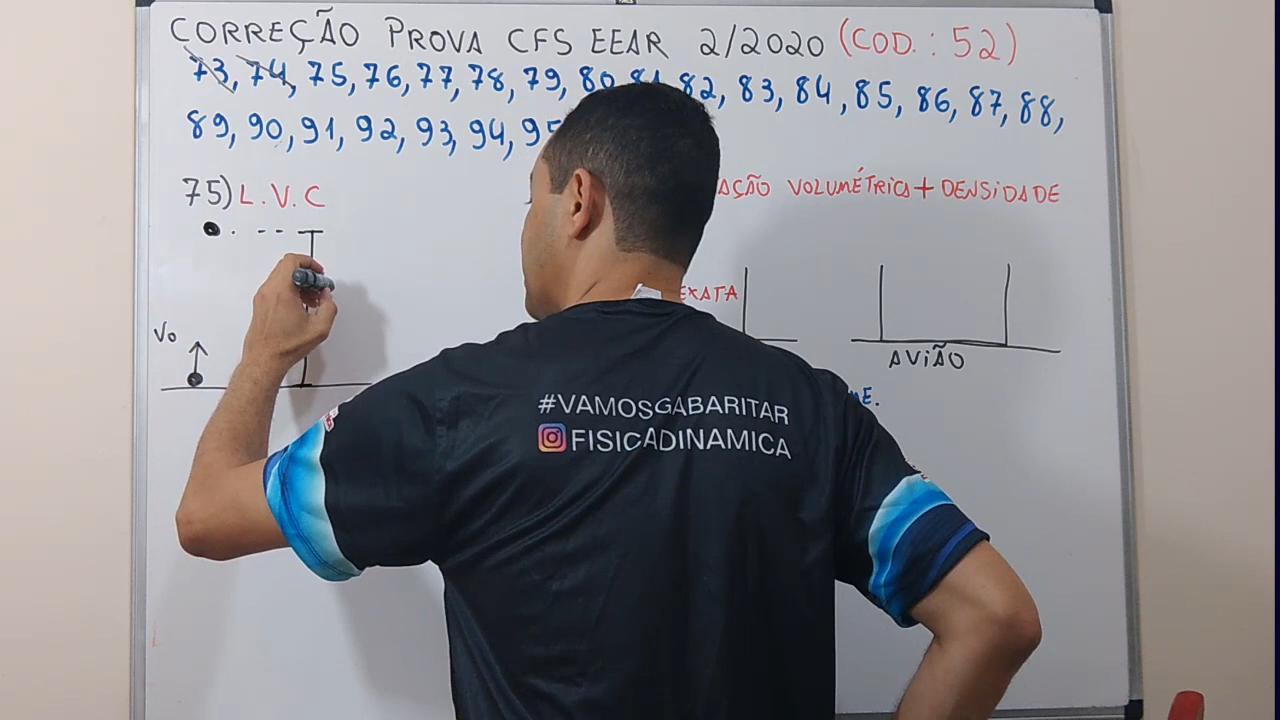 CORREÇÃO PROVA CFS EEAR 2/2020 (COD.: 52)
73, 74, 75, 76, 77, 78, 79, 80, 81, 82, 83, 84, 85, 86, 87, 88,
89, 90, 91, 92, 93, 94, 95
75) L.V.C
AÇÃO VOLUMÉTRICA + DENSIDADE
EXATA
V₀
AVIÃO
#VAMOSGABARITAR
FISICADINAMICA